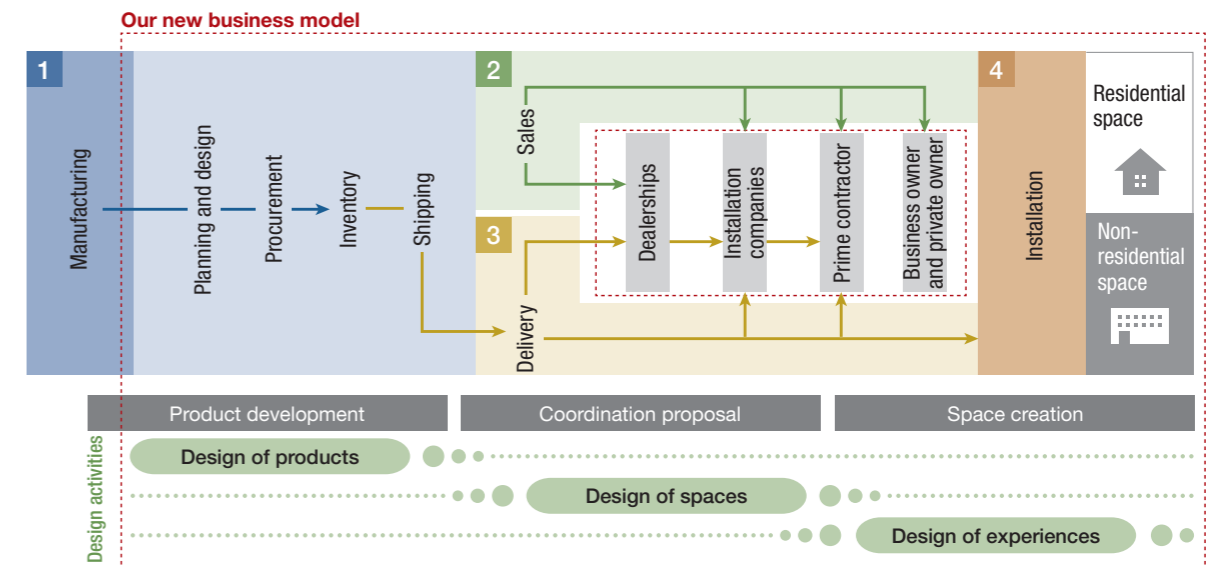 Our new business model
1
Manufacturing
Planning and design
Procurement
Inventory
Shipping
2
Sales
3
Delivery
Dealerships
Installation
companies
Prime contractor
Business owner
and private owner
4
Installation
Residential
space
Non-
residential
space
Product development
Coordination proposal
Space creation
Design activities
Design of products
Design of spaces
Design of experiences